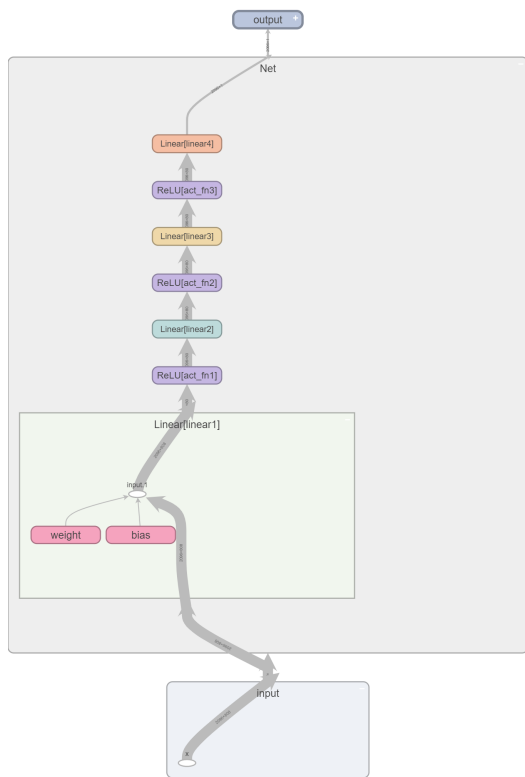 output
Net
Linear[linear4]
ReLU[act_fn3]
Linear[linear3]
ReLU[act_fn2]
Linear[linear2]
ReLU[act_fn1]
Linear[linear1]
input.1
weight
bias
input
x